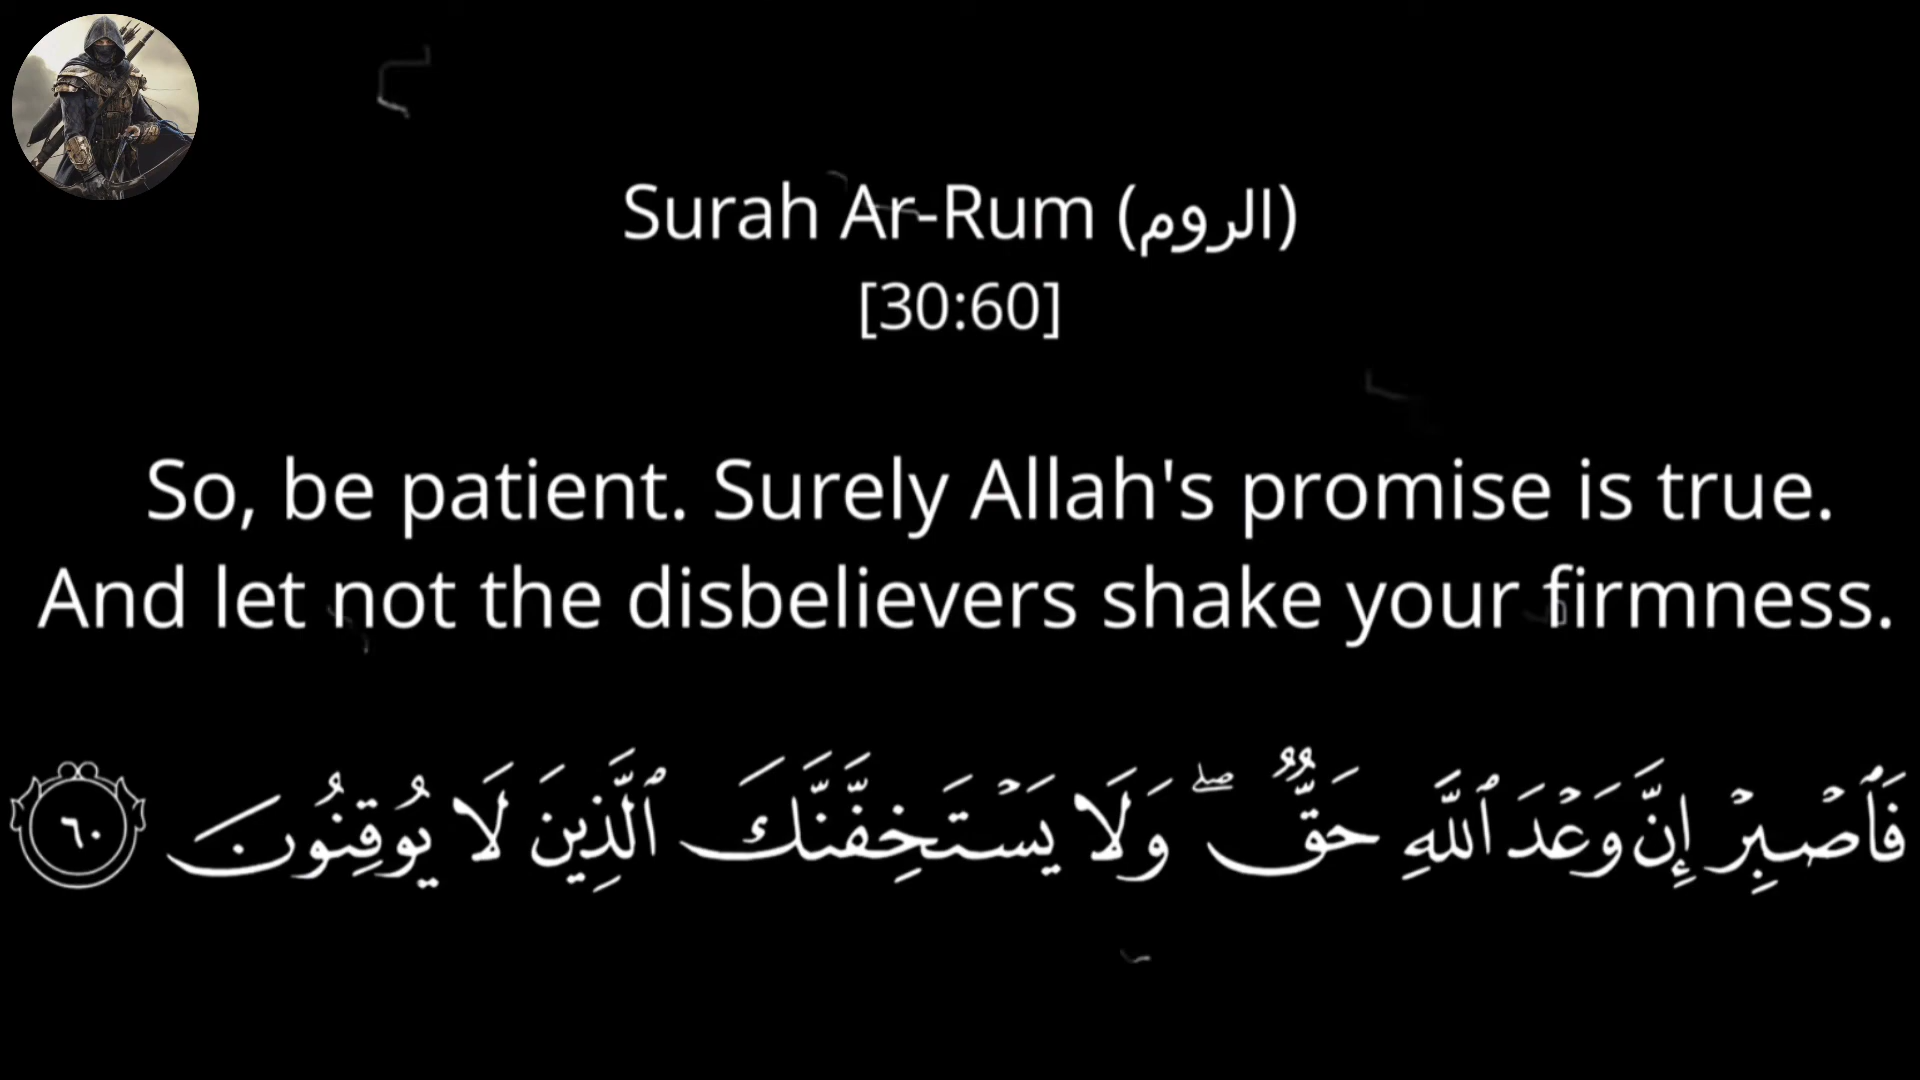 Surah Ar-Rum (الروم)
[30:60]
So, be patient. Surely Allah's promise is true.
And let not the disbelievers shake your firmness.
فَٱصۡبِرۡ إِنَّ وَعۡدَ ٱللَّهِ حَقّٞۖ وَلَا يَسۡتَخِفَّنَّكَ ٱلَّذِينَ لَا يُوقِنُونَ ٦٠